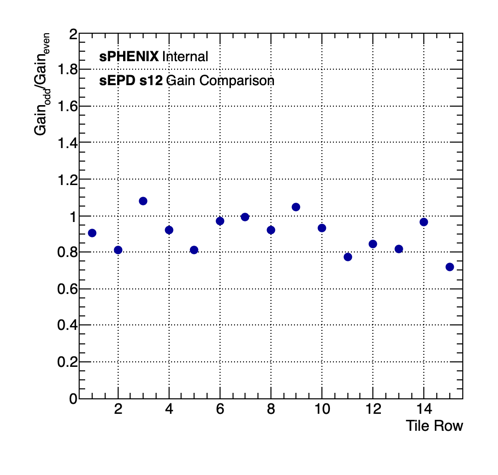 sPHENIX Internal
sEPD s12 Gain Comparison
Gain_odd/Gain_even
2
1.8
1.6
1.4
1.2
1
0.8
0.6
0.4
0.2
0
2 4 6 8 10 12 14
Tile Row